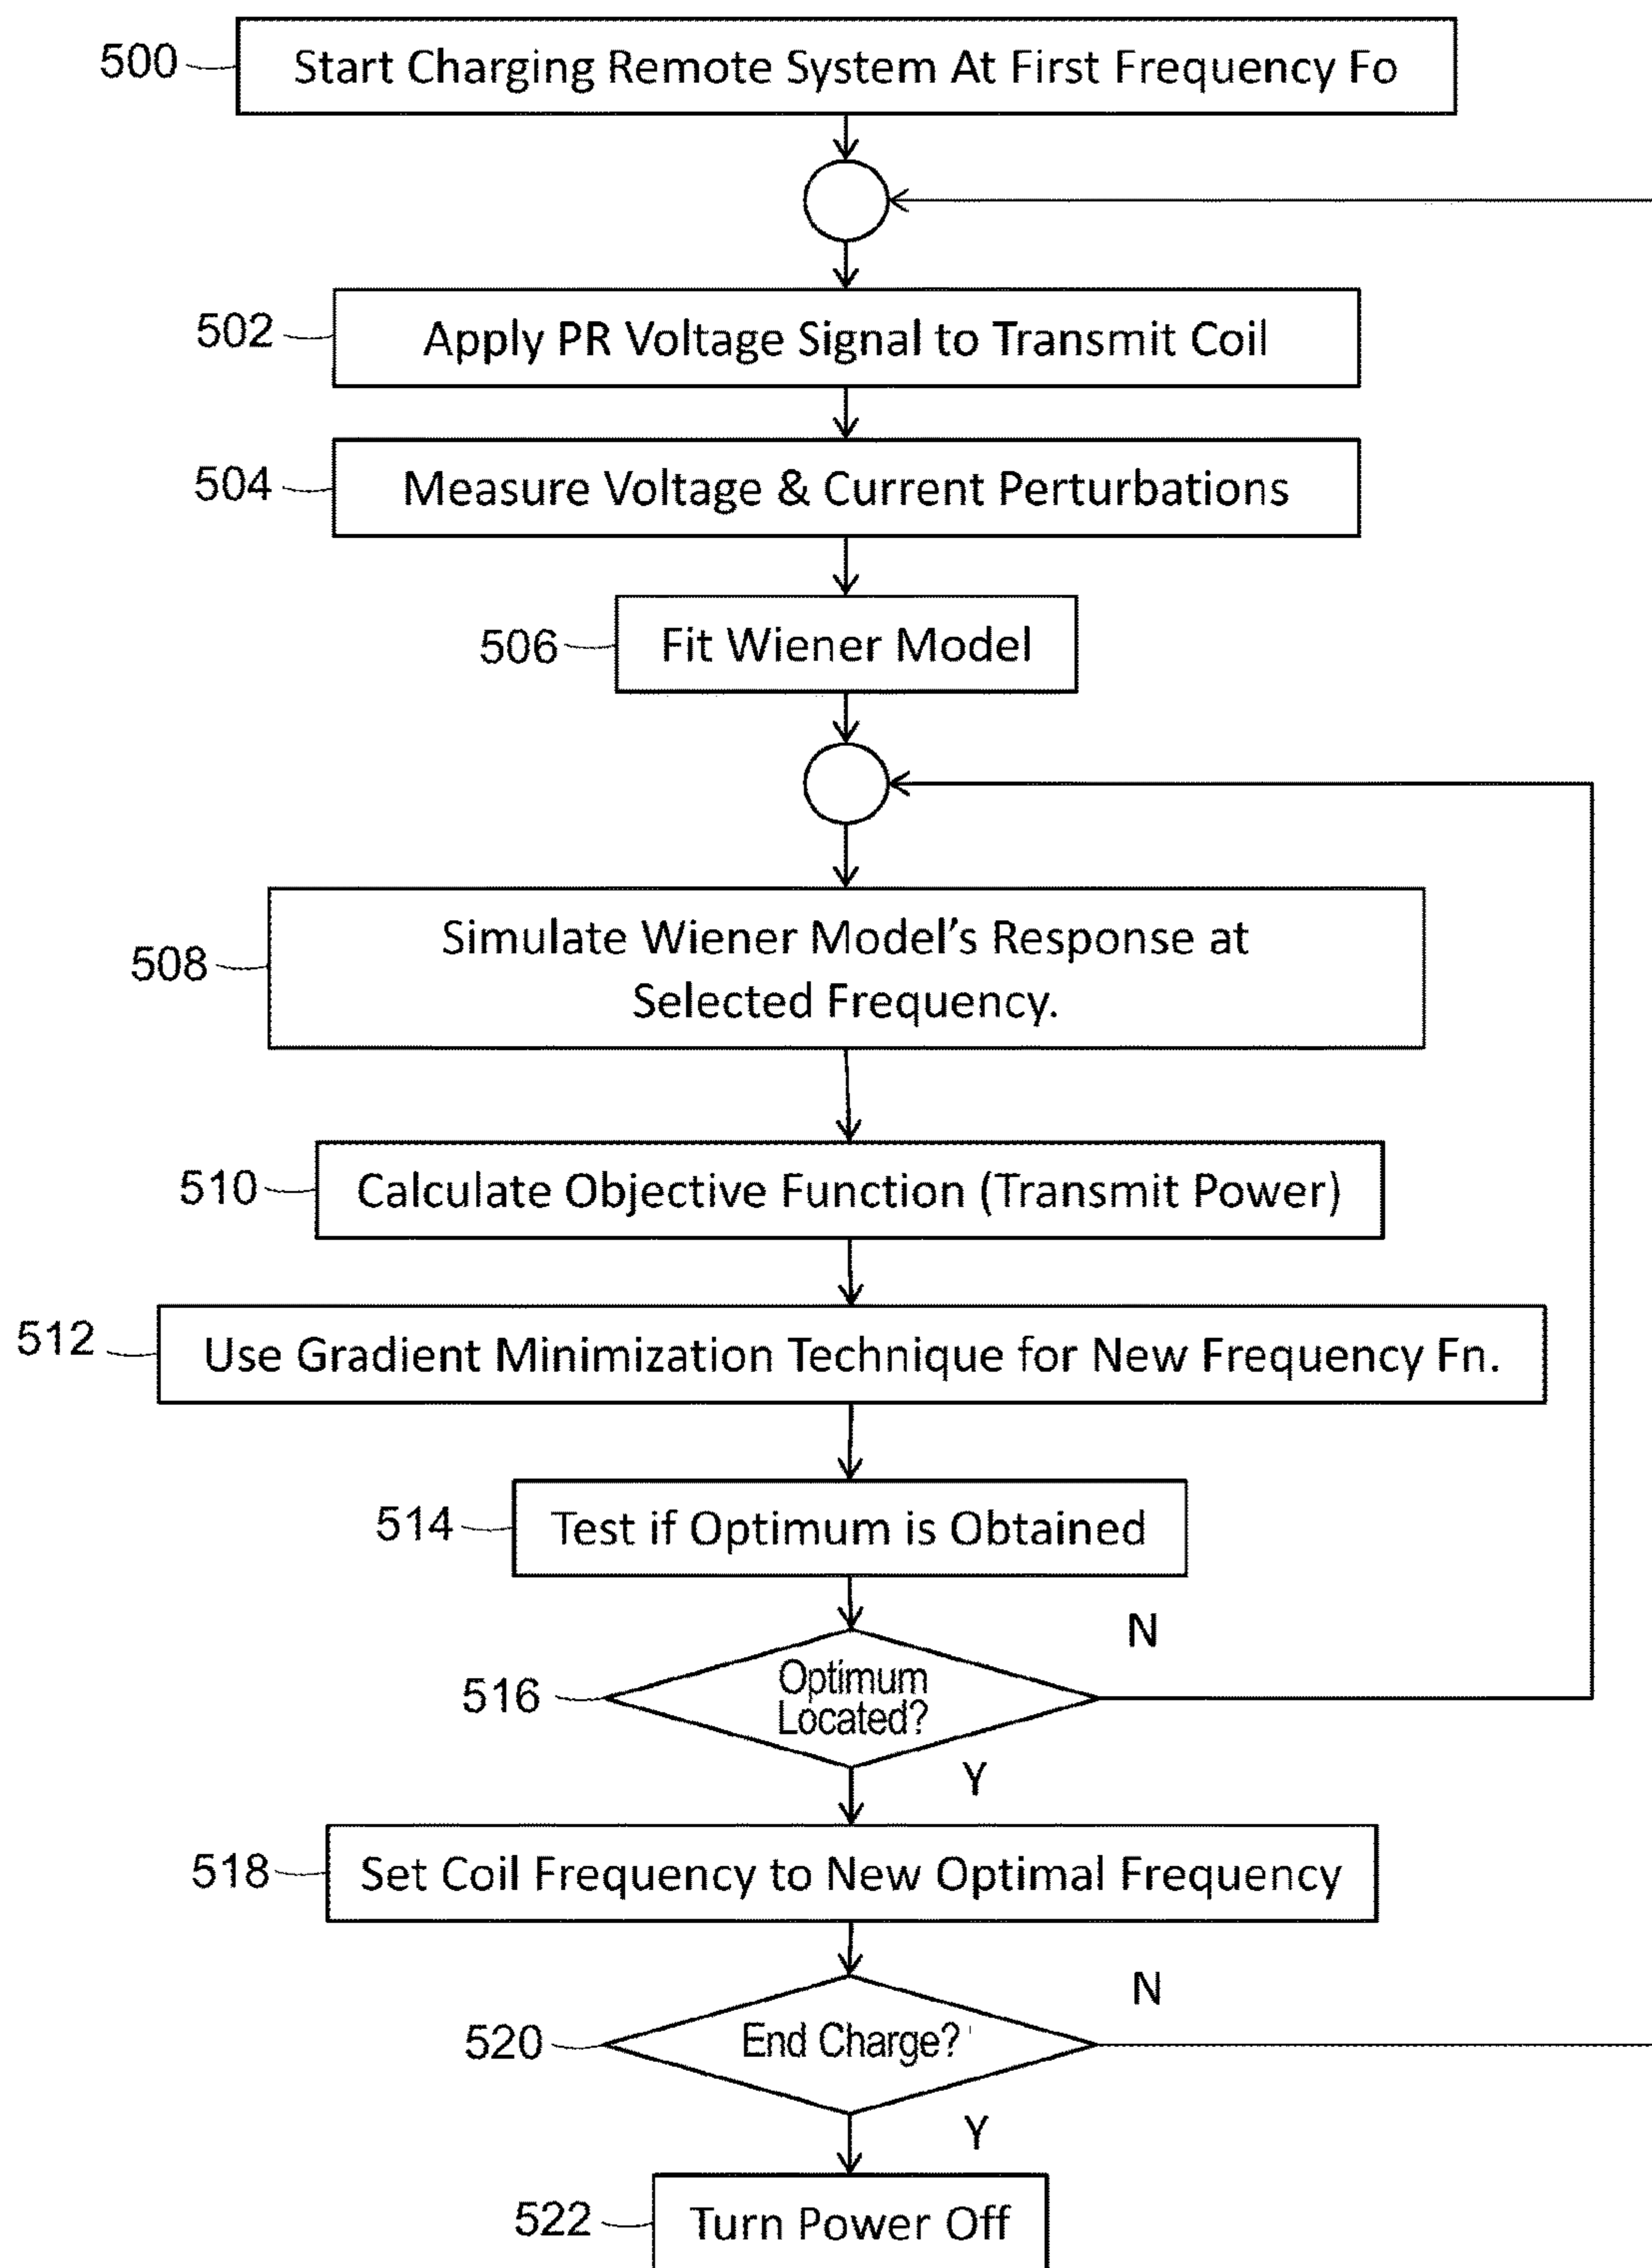 500 Start Charging Remote System At First Frequency Fo
502 Apply PR Voltage Signal to Transmit Coil
504 Measure Voltage & Current Perturbations
506 Fit Wiener Model
508 Simulate Wiener Model's Response at
Selected Frequency.
510 Calculate Objective Function (Transmit Power)
512 Use Gradient Minimization Technique for New Frequency Fn.
514 Test if Optimum is Obtained
N
516 Optimum
Located?
Y
518 Set Coil Frequency to New Optimal Frequency
N
520 End Charge?
Y
522 Turn Power Off